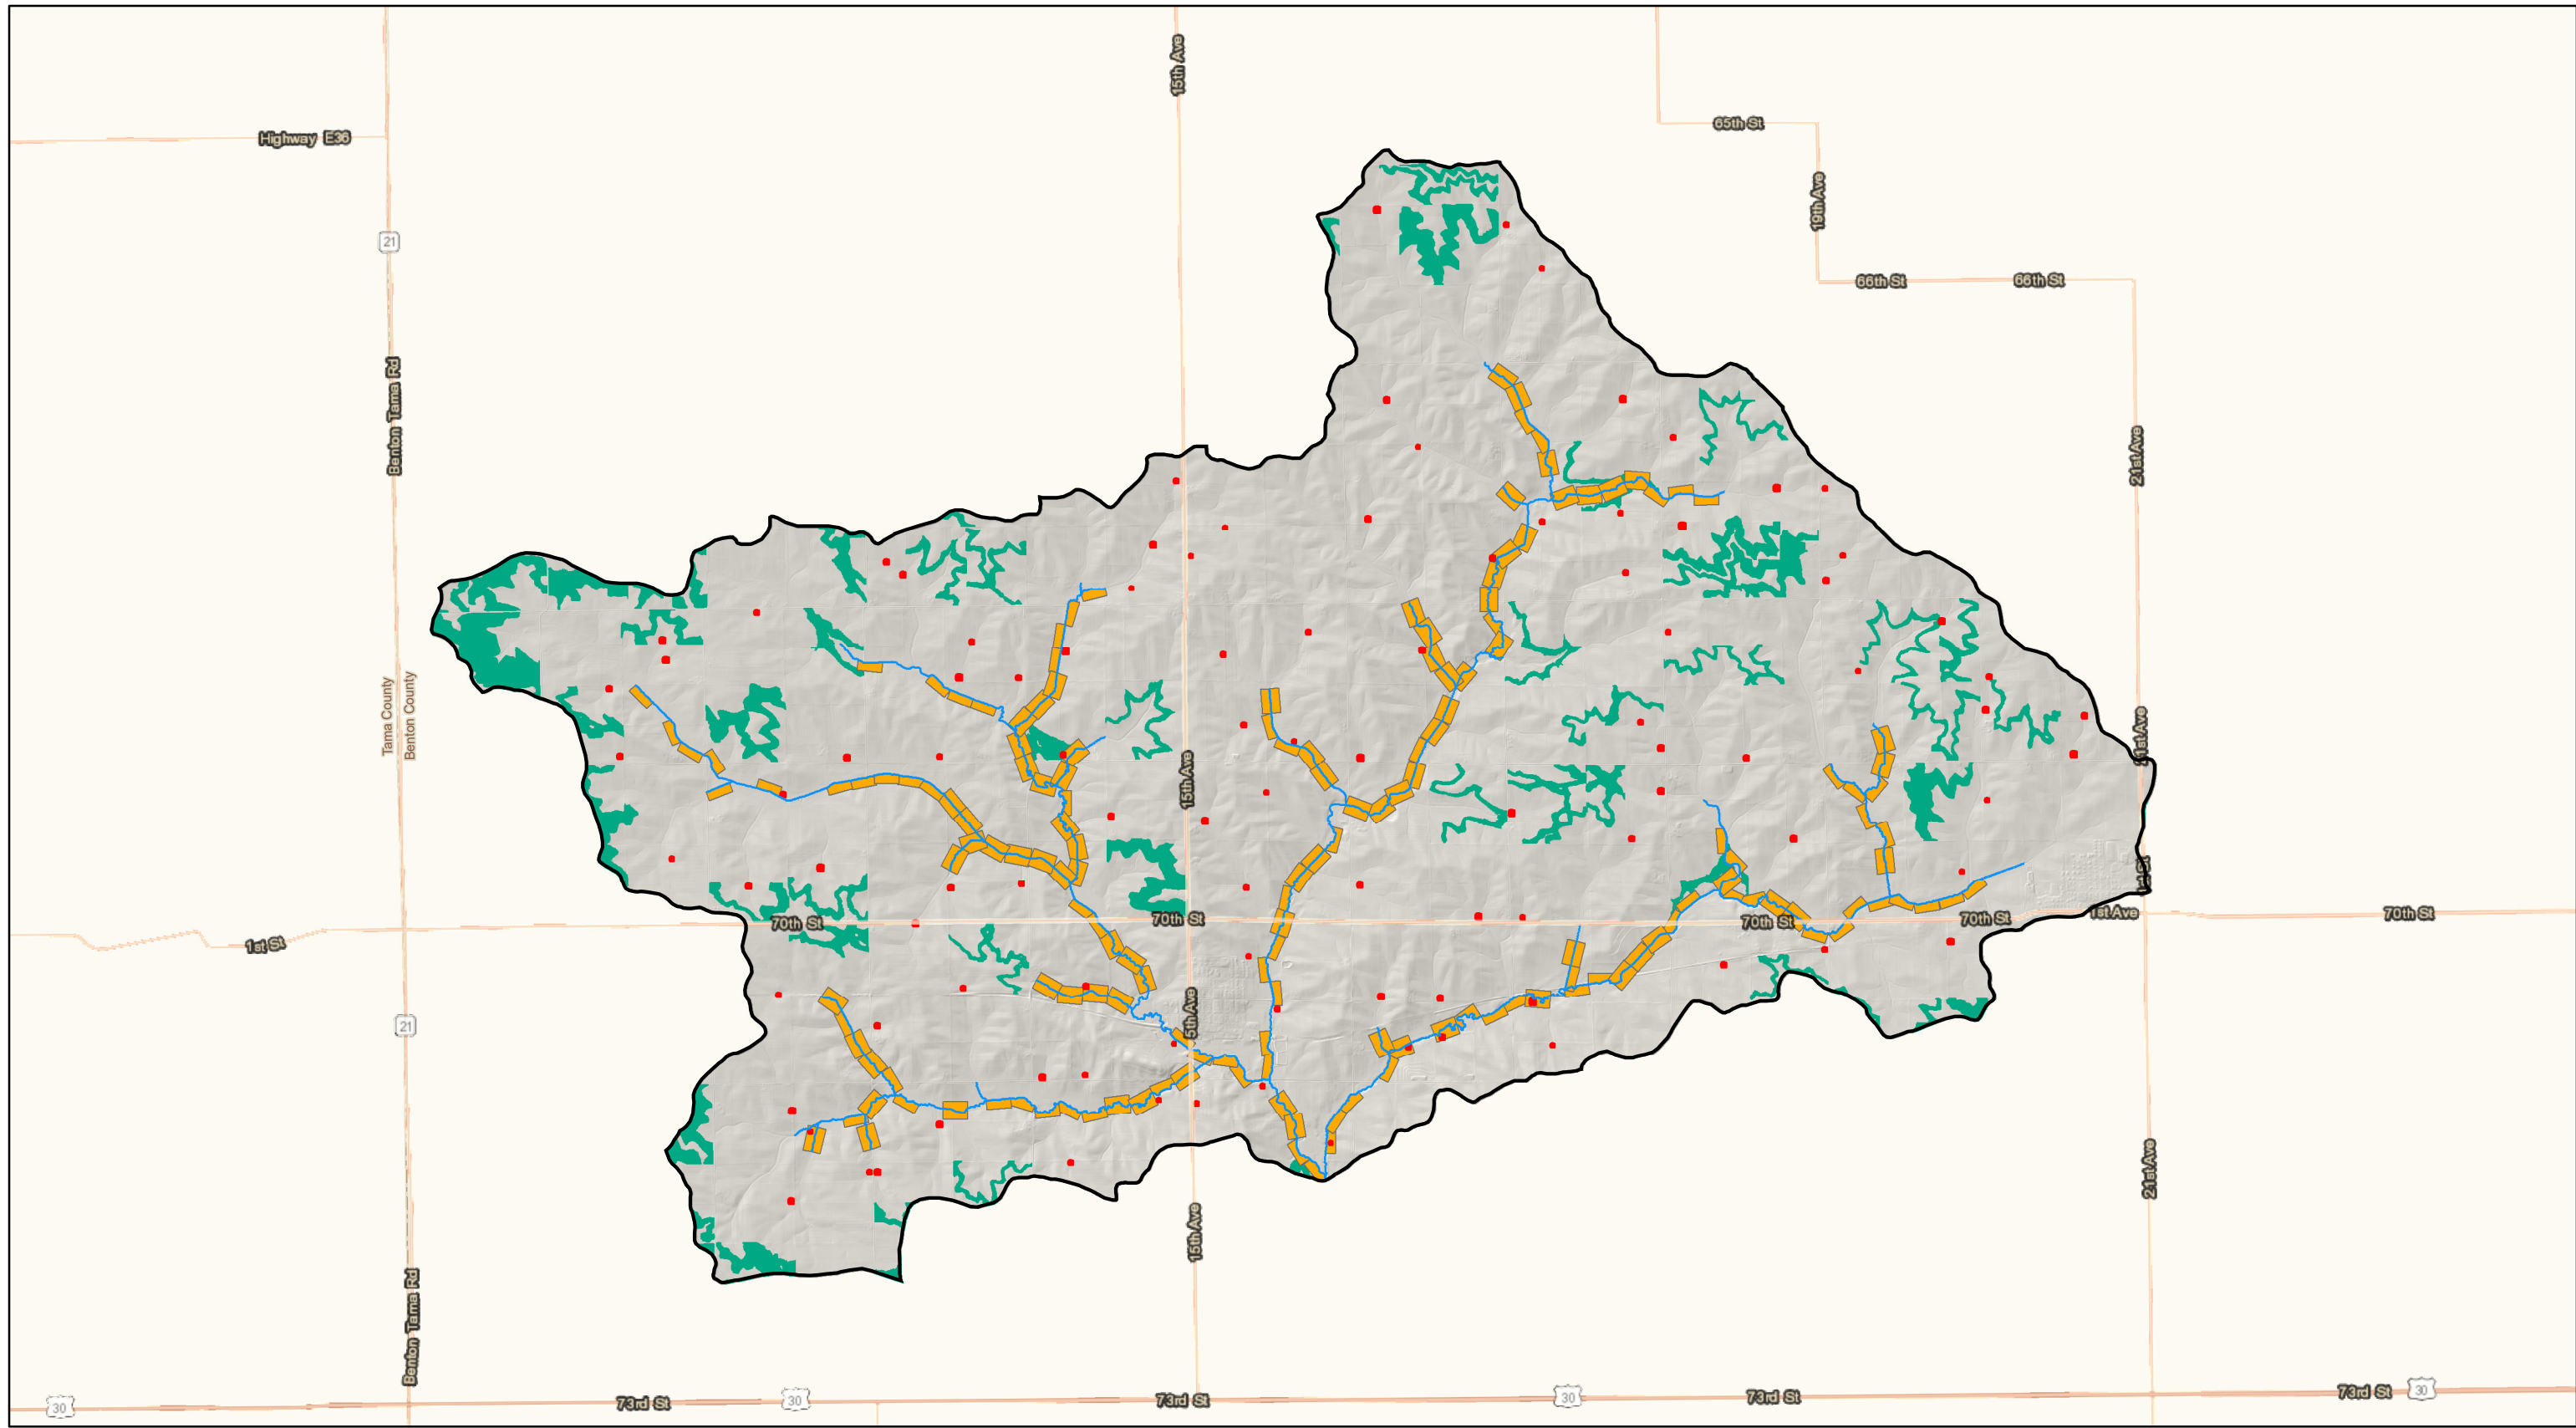 15th Ave
65th St
Highway E36
19th Ave
21
66th St
66th St
Benton Tama Rd
21st Ave
Tama County
Benton County
21st Ave
15th Ave
70th St
70th St
70th St
70th St
1st Ave
70th St
1st St
5th Ave
21
21st Ave
15th Ave
Benton Tama Rd
30
73rd St
30
73rd St
30
73rd St
73rd St
30